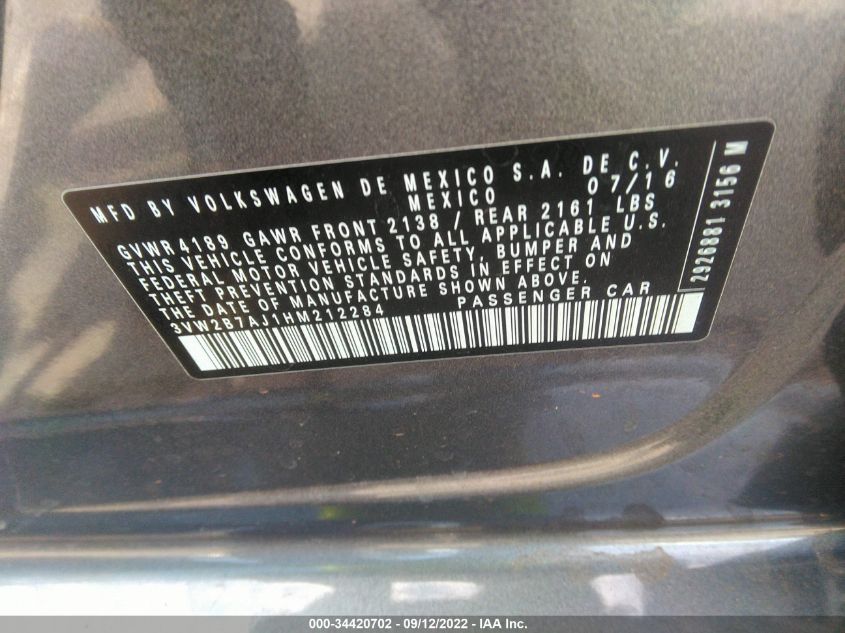 MFD BY VOLKSWAGEN DE MEXICO S.A. DE C.V.
MEXICO 07/16
GVWR 4189 GAWR FRONT 2138 / REAR 2161 LBS
THIS VEHICLE CONFORMS TO ALL APPLICABLE U.S.
FEDERAL MOTOR VEHICLE SAFETY, BUMPER AND
THEFT PREVENTION STANDARDS IN EFFECT ON
THE DATE OF MANUFACTURE SHOWN ABOVE.
3VW2B7AJ1HM212284 PASSENGER CAR
2926881 3156 M
000-34420702 - 09/12/2022 - IAA Inc.